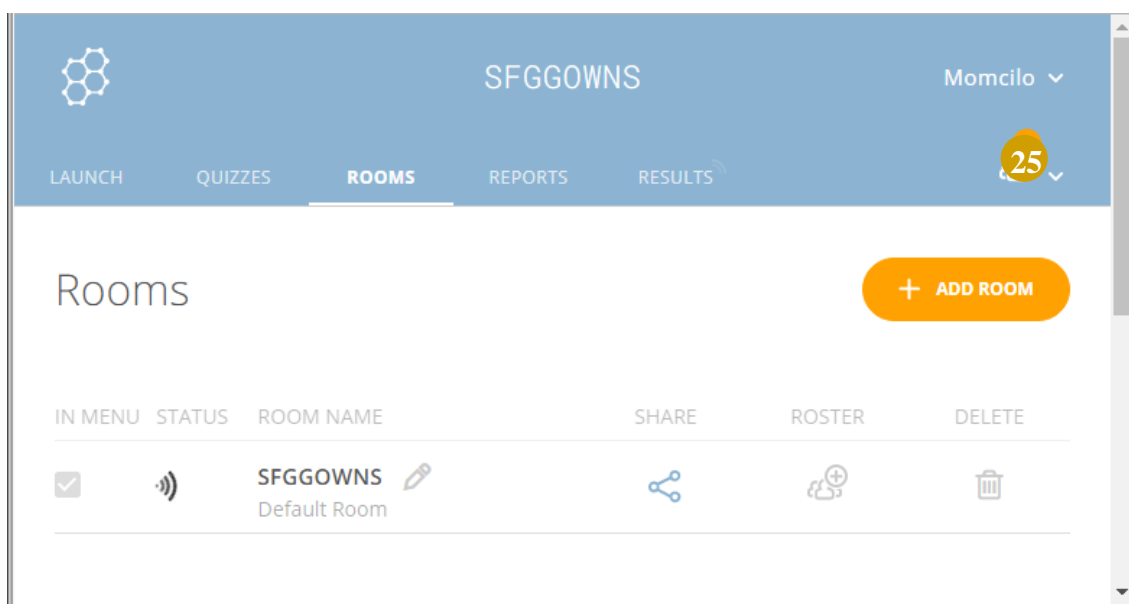 SFGGOWNS Momcilo
25
LAUNCH QUIZZES ROOMS REPORTS RESULTS
Rooms + ADD ROOM
IN MENU STATUS ROOM NAME SHARE ROSTER DELETE
SFGGOWNS
Default Room